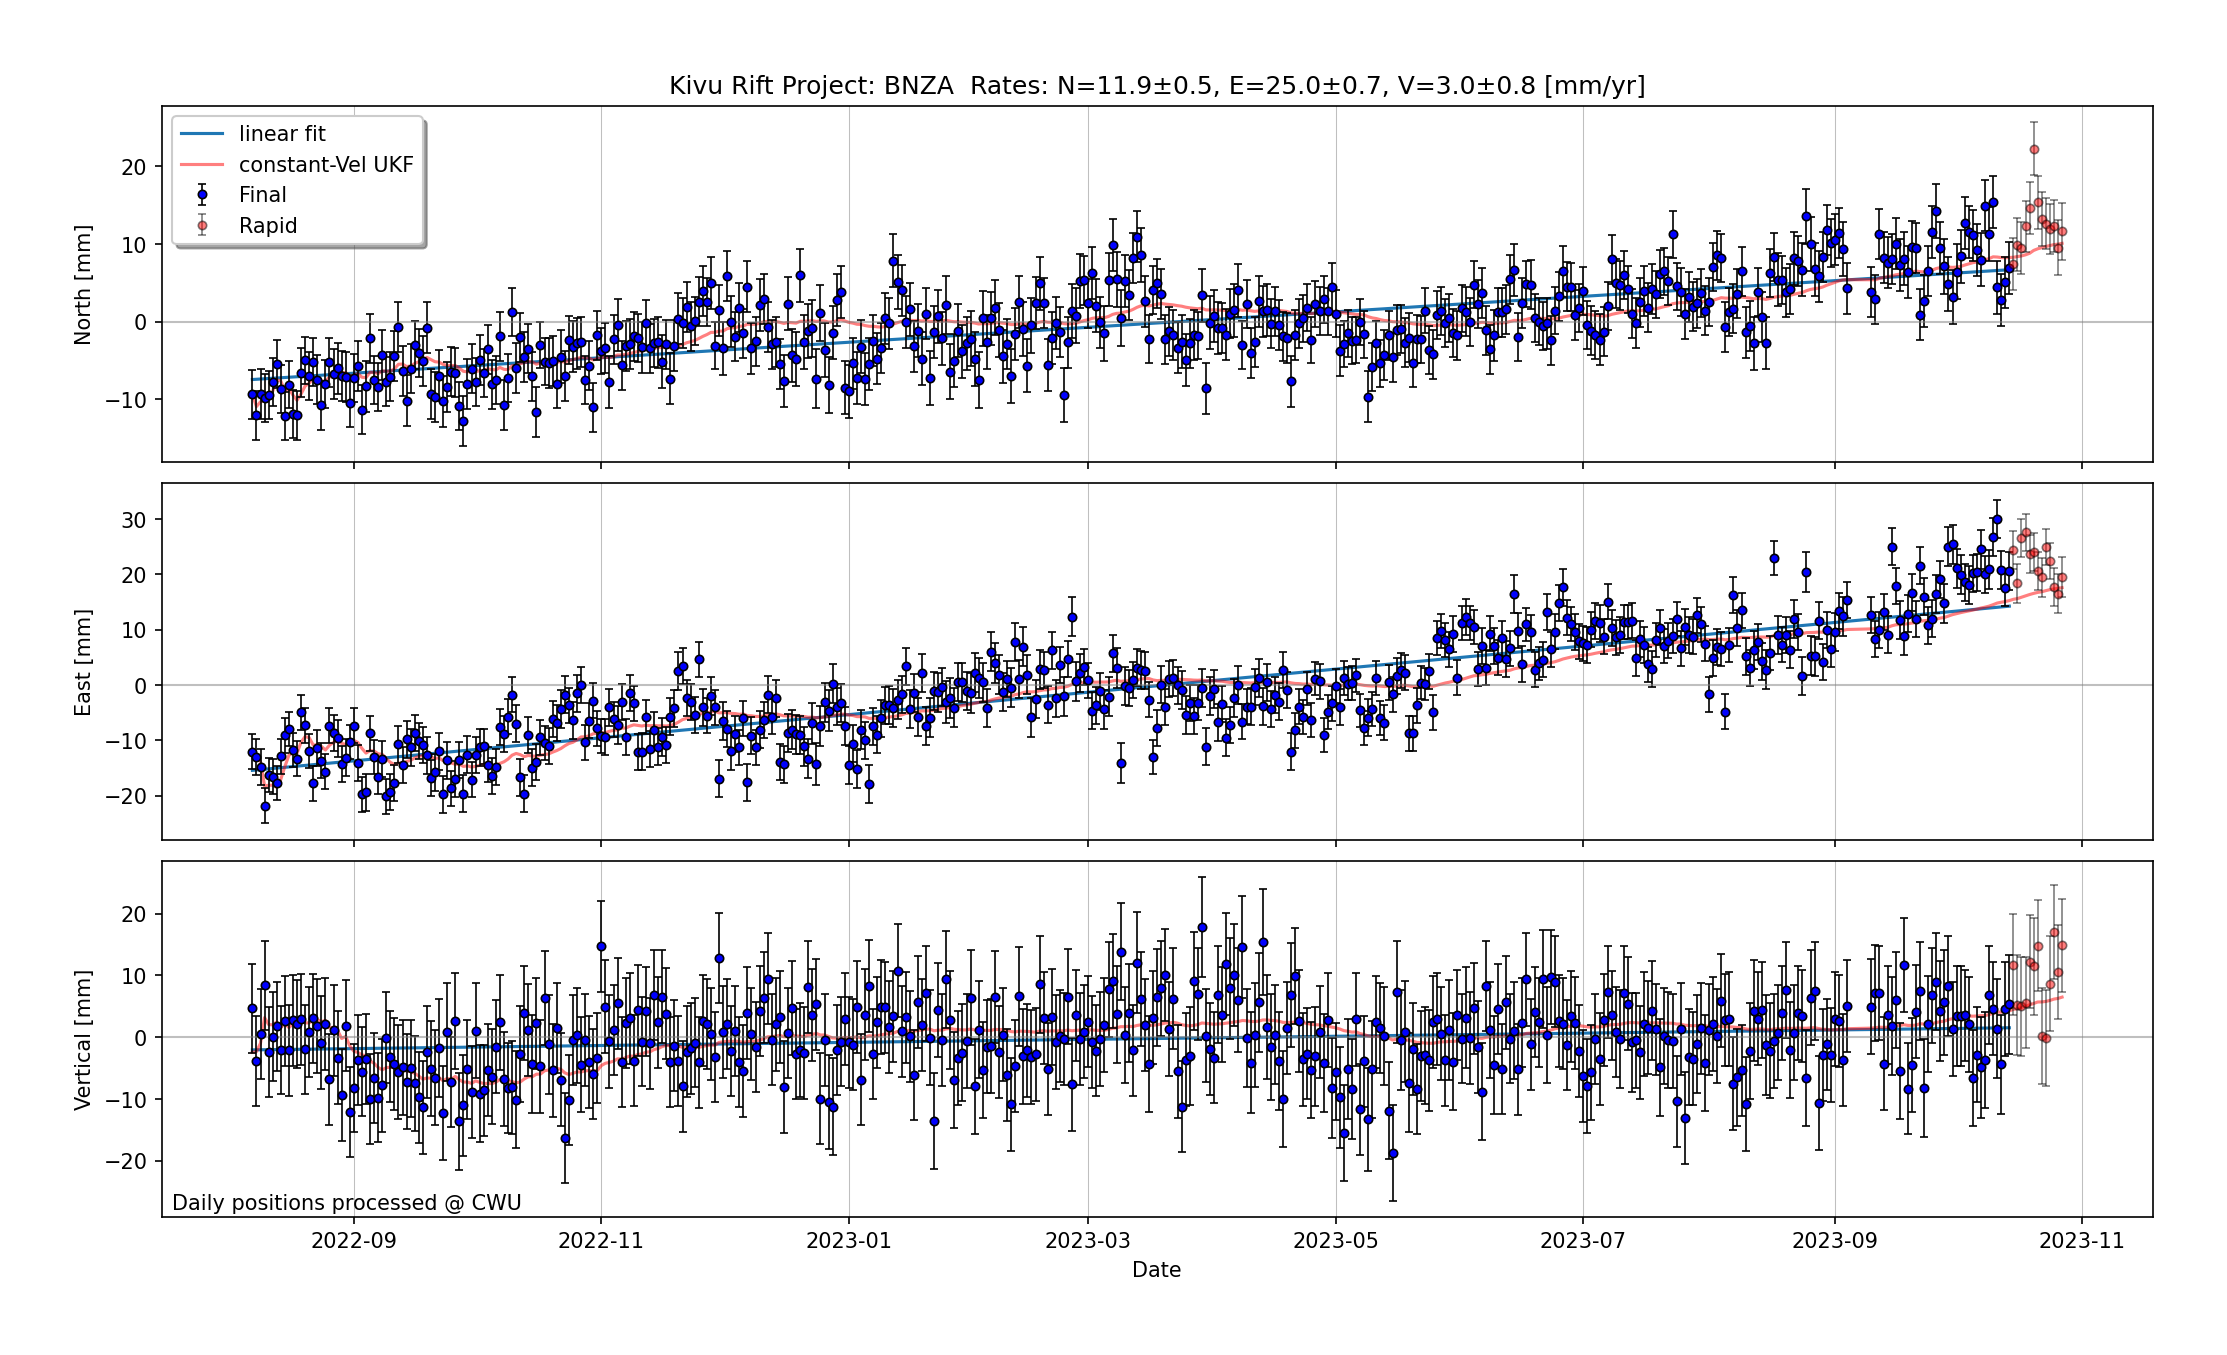 Kivu Rift Project: BNZA  Rates: N=11.9±0.5, E=25.0±0.7, V=3.0±0.8 [mm/yr]
linear fit
constant-Vel UKF
Final
Rapid
North [mm]
20
10
0
−10
East [mm]
30
20
10
0
−10
−20
Vertical [mm]
20
10
0
−10
−20
Daily positions processed @ CWU
2022-09 2022-11 2023-01 2023-03 2023-05 2023-07 2023-09 2023-11
Date